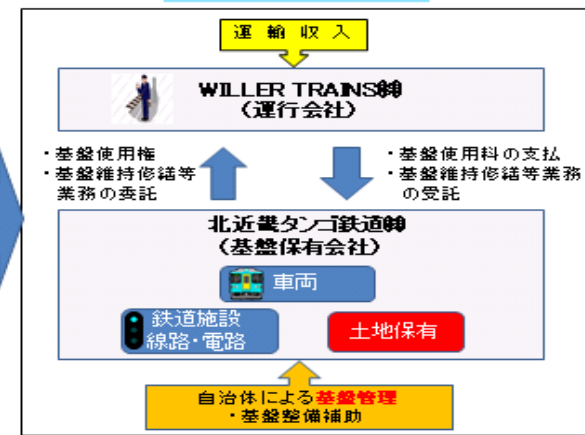 運輸収入
WILLER TRAINS㈱
(運行会社)
・基盤使用権
・基盤維持修繕等
業務の委託
・基盤使用料の支払
・基盤維持修繕等業務
の受託
北近畿タンゴ鉄道㈱
(基盤保有会社)
車両
鉄道施設
線路・電路
土地保有
自治体による基盤管理
・基盤整備補助